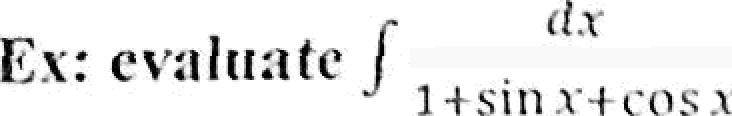 Ex: evaluate ∫ dx / 1+sin x+cos x